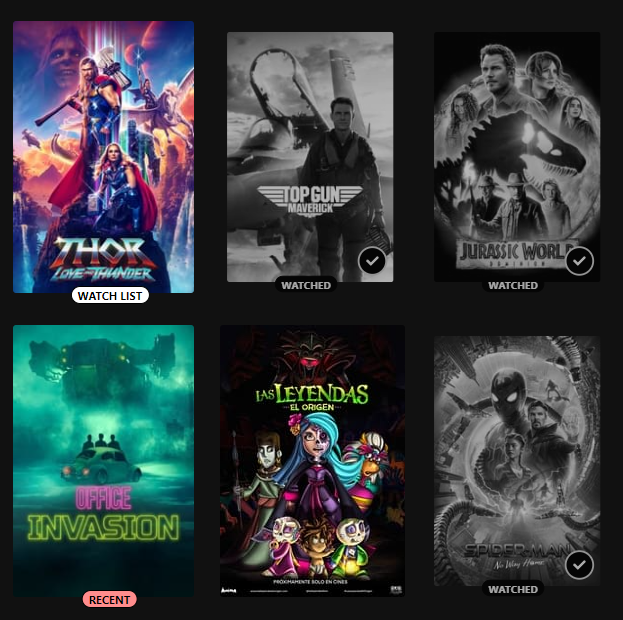 THOR
LOVE AND THUNDER
WATCH LIST
TOP GUN
MAVERICK
WATCHED
JURASSIC WORLD
DOMINION
WATCHED
OFFICE
INVASION
RECENT
LAS LEYENDAS
EL ORIGEN
PRÓXIMAMENTE SOLO EN CINES
Ánima
SPIDER-MAN
No Way Home
WATCHED